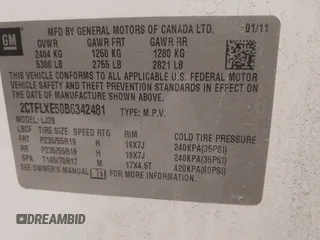 GM
MFD BY GENERAL MOTORS OF CANADA LTD. 01/11
GVWR GAWR FRT GAWR RR
2404 KG 1250 KG 1280 KG
5300 LB 2755 LB 2821 LB
THIS VEHICLE CONFORMS TO ALL APPLICABLE U.S. FEDERAL MOTOR
VEHICLE SAFETY, BUMPER, AND THEFT PREVENTION STANDARDS IN
EFFECT ON THE DATE OF MANUFACTURE SHOWN ABOVE.
2CTFLXE50B6342481 TYPE: M.P.V.
MODEL: LJ26
LBCF TIRE SIZE SPEED RTG RIM COLD TIRE PRESSURE
FRT P235/55R19 H 19X7J 240KPA(35PSI)
RR P235/55R19 H 19X7J 240KPA(35PSI)
SPA T145/70R17 M 17X4.5T 420KPA(60PSI)
SEE OWNER'S MANUAL FOR MORE INFORMATION.
DREAMBID.COM